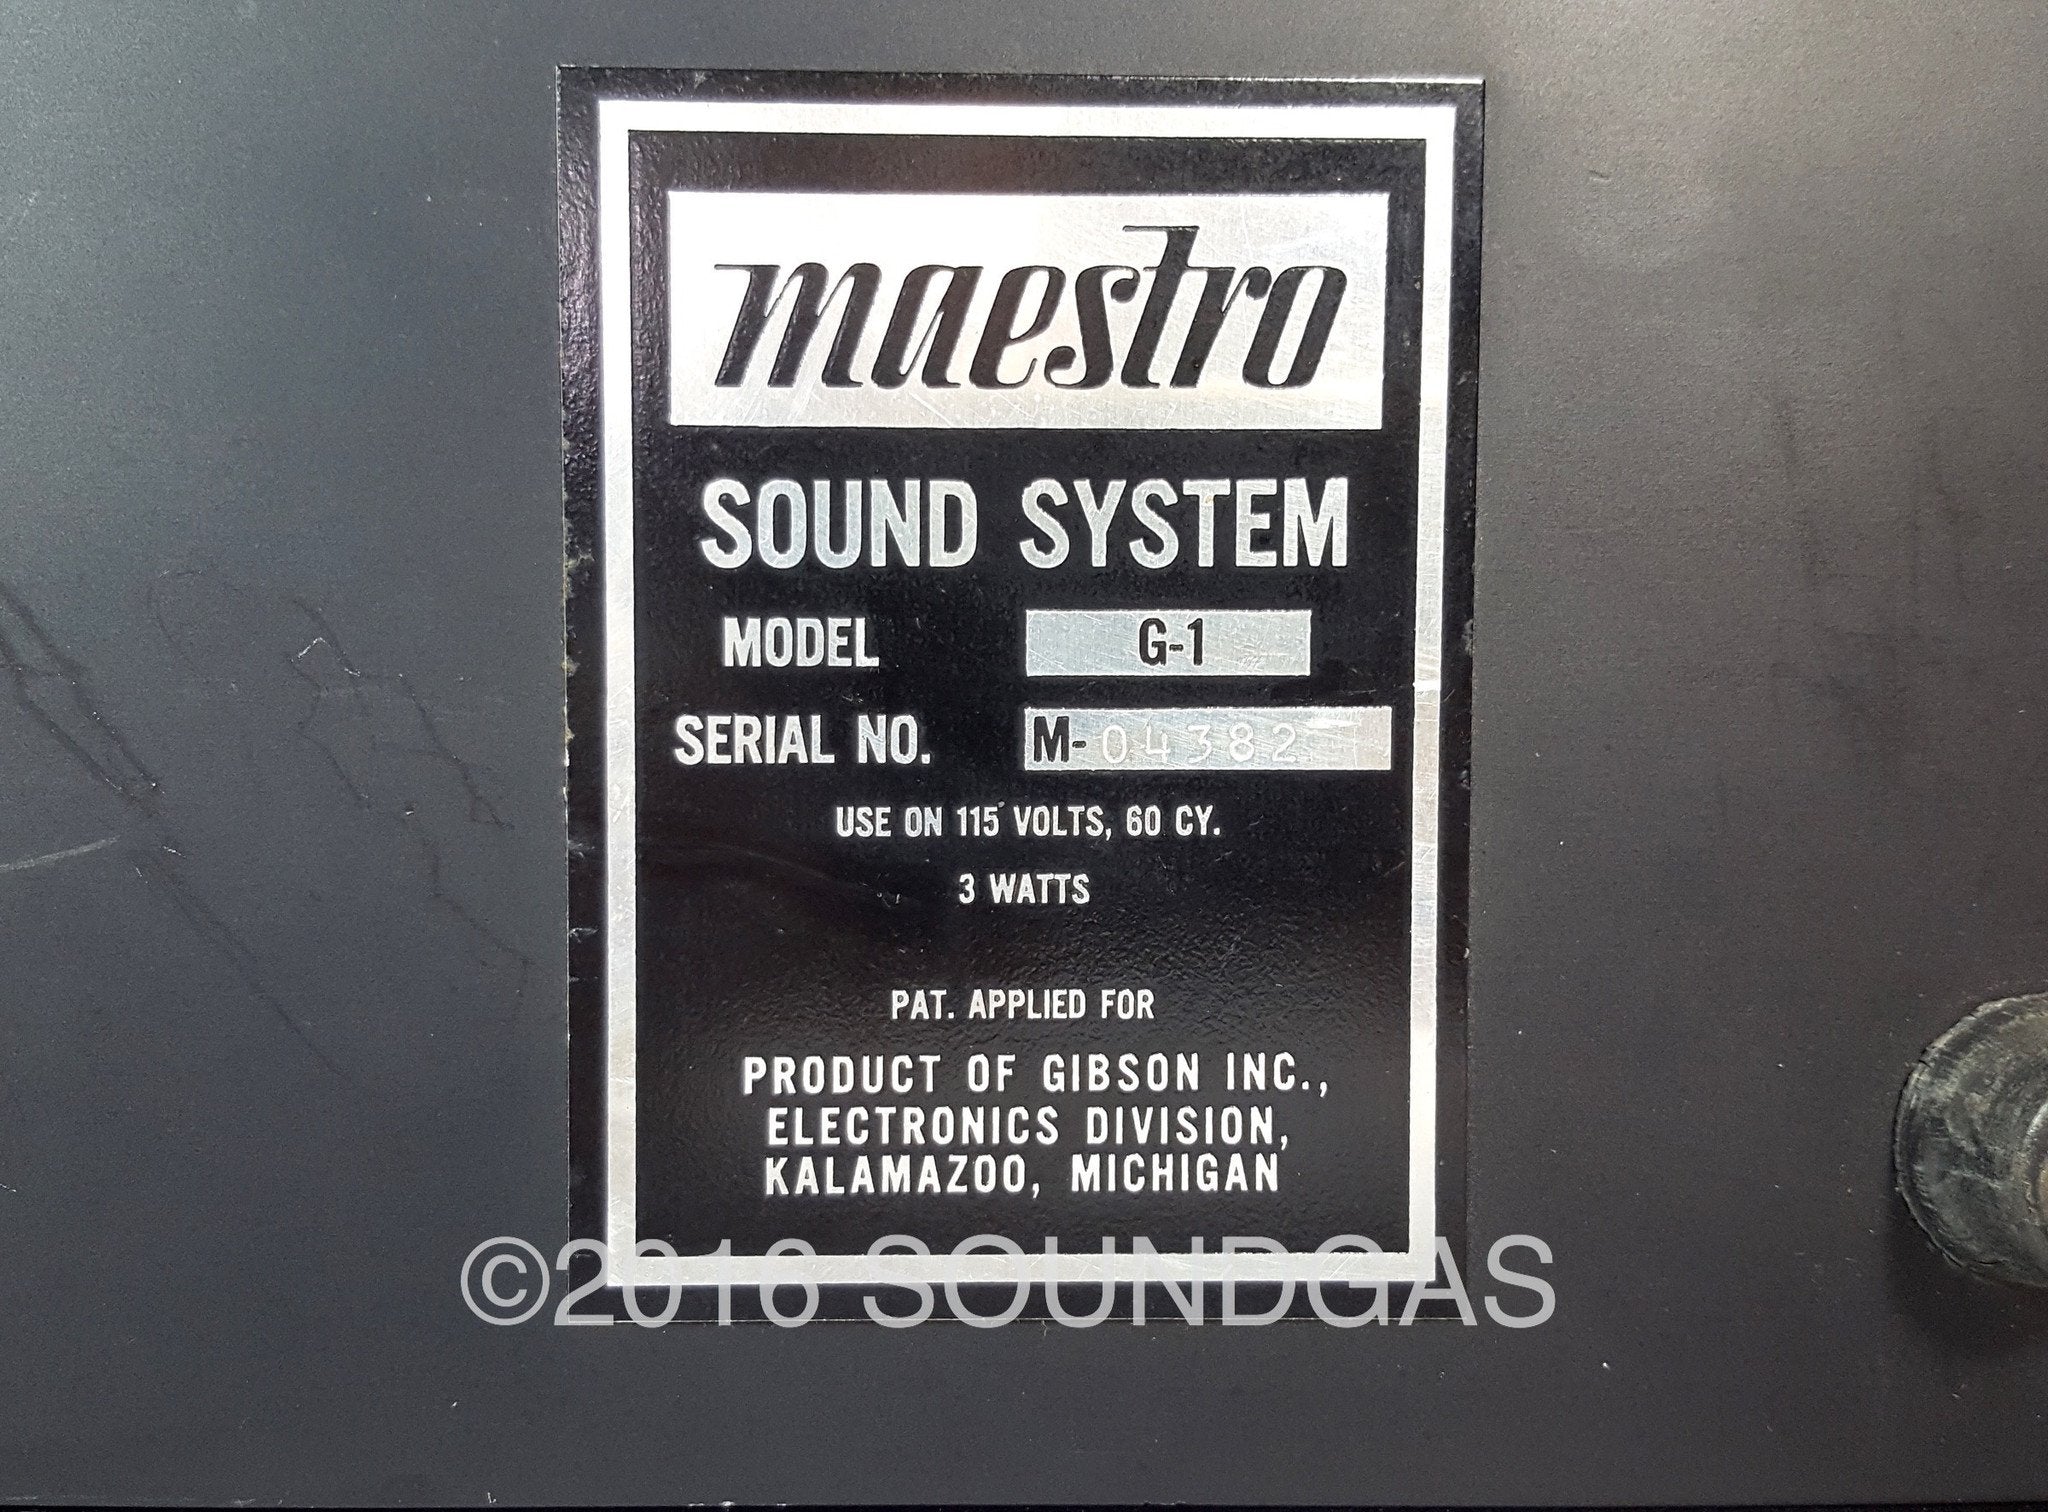 maestro
SOUND SYSTEM
MODEL G-1
SERIAL NO. M-04382
USE ON 115 VOLTS, 60 CY.
3 WATTS
PAT. APPLIED FOR
PRODUCT OF GIBSON INC.,
ELECTRONICS DIVISION,
KALAMAZOO, MICHIGAN
©2016 SOUNDGAS